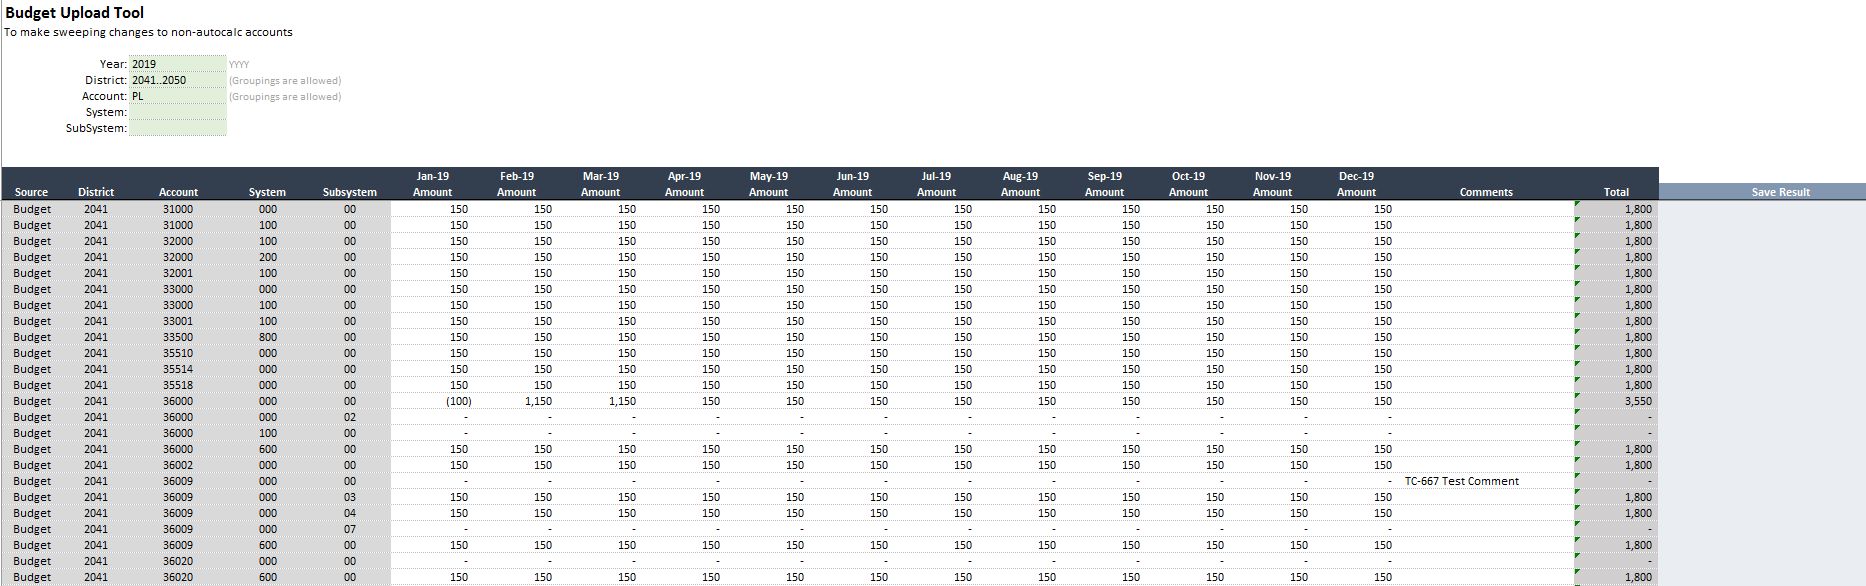 Budget Upload Tool
To make sweeping changes to non-autocalc accounts
Year: 2019 YYYY
District: 2041..2050 (Groupings are allowed)
Account: PL (Groupings are allowed)
System:
SubSystem:
Jan-19 Feb-19 Mar-19 Apr-19 May-19 Jun-19 Jul-19 Aug-19 Sep-19 Oct-19 Nov-19 Dec-19
Source District Account System Subsystem Amount Amount Amount Amount Amount Amount Amount Amount Amount Amount Amount Amount Comments Total Save Result
Budget 2041 31000 000 00 150 150 150 150 150 150 150 150 150 150 150 150 1,800
Budget 2041 31000 100 00 150 150 150 150 150 150 150 150 150 150 150 150 1,800
Budget 2041 32000 100 00 150 150 150 150 150 150 150 150 150 150 150 150 1,800
Budget 2041 32000 200 00 150 150 150 150 150 150 150 150 150 150 150 150 1,800
Budget 2041 32001 100 00 150 150 150 150 150 150 150 150 150 150 150 150 1,800
Budget 2041 33000 000 00 150 150 150 150 150 150 150 150 150 150 150 150 1,800
Budget 2041 33000 100 00 150 150 150 150 150 150 150 150 150 150 150 150 1,800
Budget 2041 33001 100 00 150 150 150 150 150 150 150 150 150 150 150 150 1,800
Budget 2041 33500 800 00 150 150 150 150 150 150 150 150 150 150 150 150 1,800
Budget 2041 35510 000 00 150 150 150 150 150 150 150 150 150 150 150 150 1,800
Budget 2041 35514 000 00 150 150 150 150 150 150 150 150 150 150 150 150 1,800
Budget 2041 35518 000 00 150 150 150 150 150 150 150 150 150 150 150 150 1,800
Budget 2041 36000 000 00 (100) 1,150 1,150 150 150 150 150 150 150 150 150 150 3,550
Budget 2041 36000 000 02 - - - - - - - - - - - - -
Budget 2041 36000 100 00 - - - - - - - - - - - - -
Budget 2041 36000 600 00 150 150 150 150 150 150 150 150 150 150 150 150 1,800
Budget 2041 36002 000 00 150 150 150 150 150 150 150 150 150 150 150 150 1,800
Budget 2041 36009 000 00 - - - - - - - - - - - - TC-667 Test Comment -
Budget 2041 36009 000 03 150 150 150 150 150 150 150 150 150 150 150 150 1,800
Budget 2041 36009 000 04 150 150 150 150 150 150 150 150 150 150 150 150 1,800
Budget 2041 36009 000 07 - - - - - - - - - - - - -
Budget 2041 36009 600 00 150 150 150 150 150 150 150 150 150 150 150 150 1,800
Budget 2041 36020 000 00 - - - - - - - - - - - - -
Budget 2041 36020 600 00 150 150 150 150 150 150 150 150 150 150 150 150 1,800